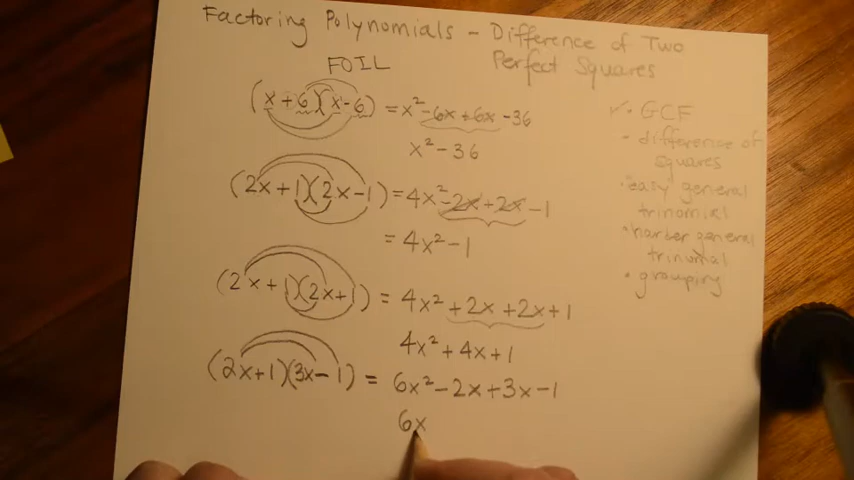 Factoring Polynomials - Difference of Two
Perfect Squares
FOIL
(x+6)(x-6) = x²-6x+6x-36
x²-36
(2x+1)(2x-1) = 4x²-2x+2x-1
= 4x²-1
(2x+1)(2x+1) = 4x²+2x+2x+1
4x²+4x+1
(2x+1)(3x-1) = 6x²-2x+3x-1
6x
✓• GCF
• difference of
squares
• easy general
trinomial
• harder general
trinomial
• grouping